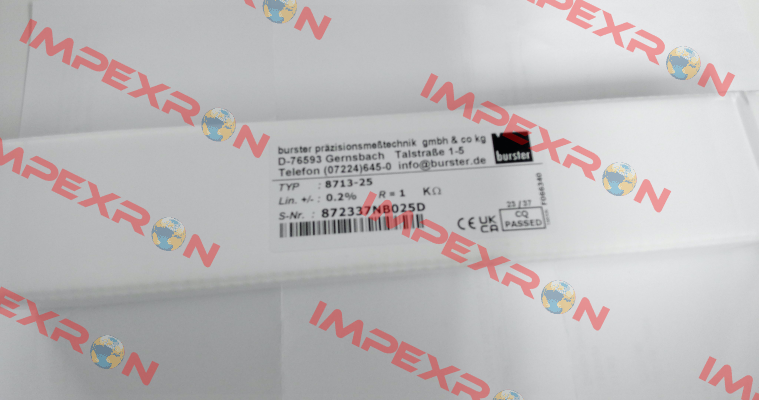 burster präzisionsmeßtechnik gmbh & co kg
D-76593 Gernsbach Talstraße 1-5
Telefon (07224)645-0 info@burster.de
burster
TYP : 8713-25
Lin. +/- : 0.2% R = 1 KΩ
S-Nr. : 872337NB025D
CE UK CA
23 / 37
CQ
PASSED
F066340
IMPEXRON
IMPEXRON
IMPEXRON
IMPEXRON
IMPEXRON
IMPEXRON
IMPEXRON
IMPEXRON